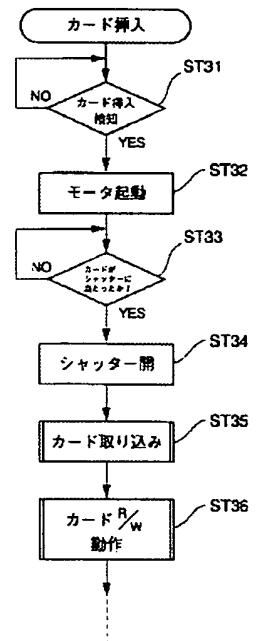 カード挿入
ST31
カード挿入
検知
NO
YES
ST32
モータ起動
ST33
カードが
シャッターに
当たったか?
NO
YES
ST34
シャッター開
ST35
カード取り込み
ST36
カード R/W
動作